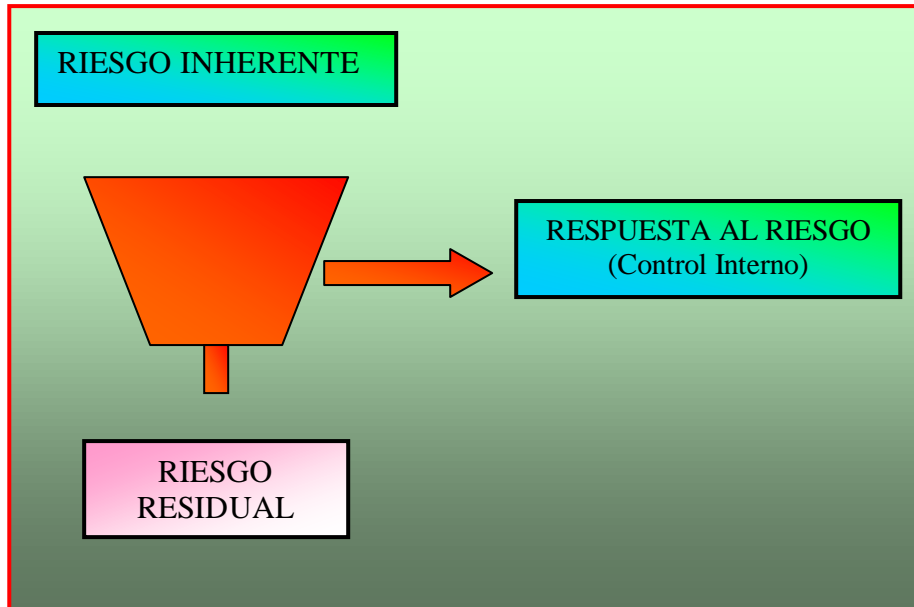 RIESGO INHERENTE
RESPUESTA AL RIESGO
(Control Interno)
RIESGO
RESIDUAL